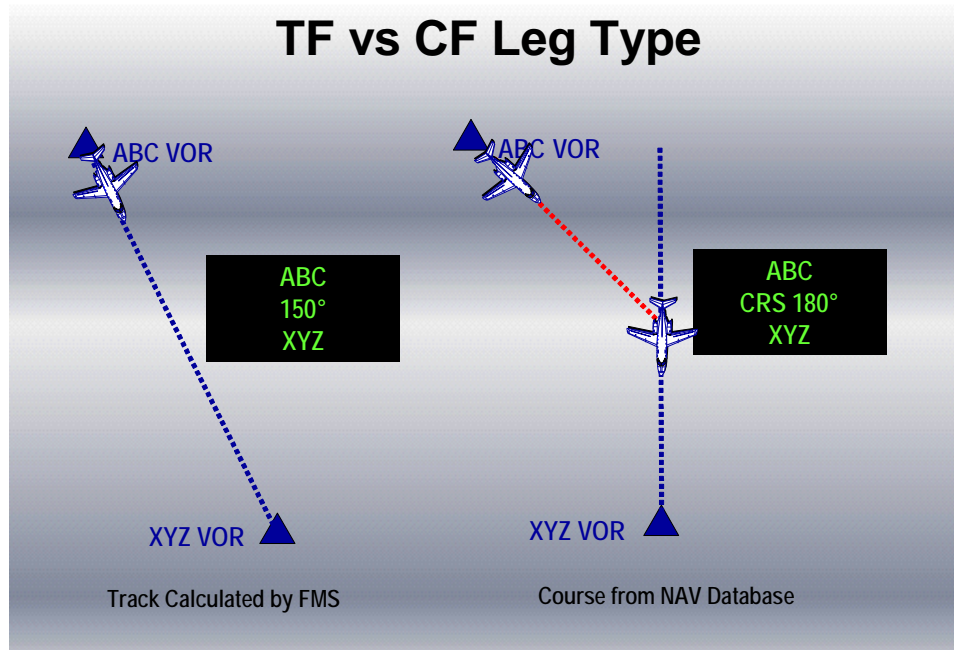 TF vs CF Leg Type
ABC VOR
ABC
150°
XYZ
XYZ VOR
Track Calculated by FMS
ABC VOR
ABC
CRS 180°
XYZ
XYZ VOR
Course from NAV Database